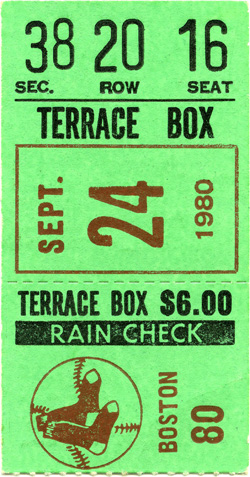 38 20 16
SEC. ROW SEAT
TERRACE BOX
SEPT. 24 1980
TERRACE BOX $6.00
RAIN CHECK
BOSTON 80